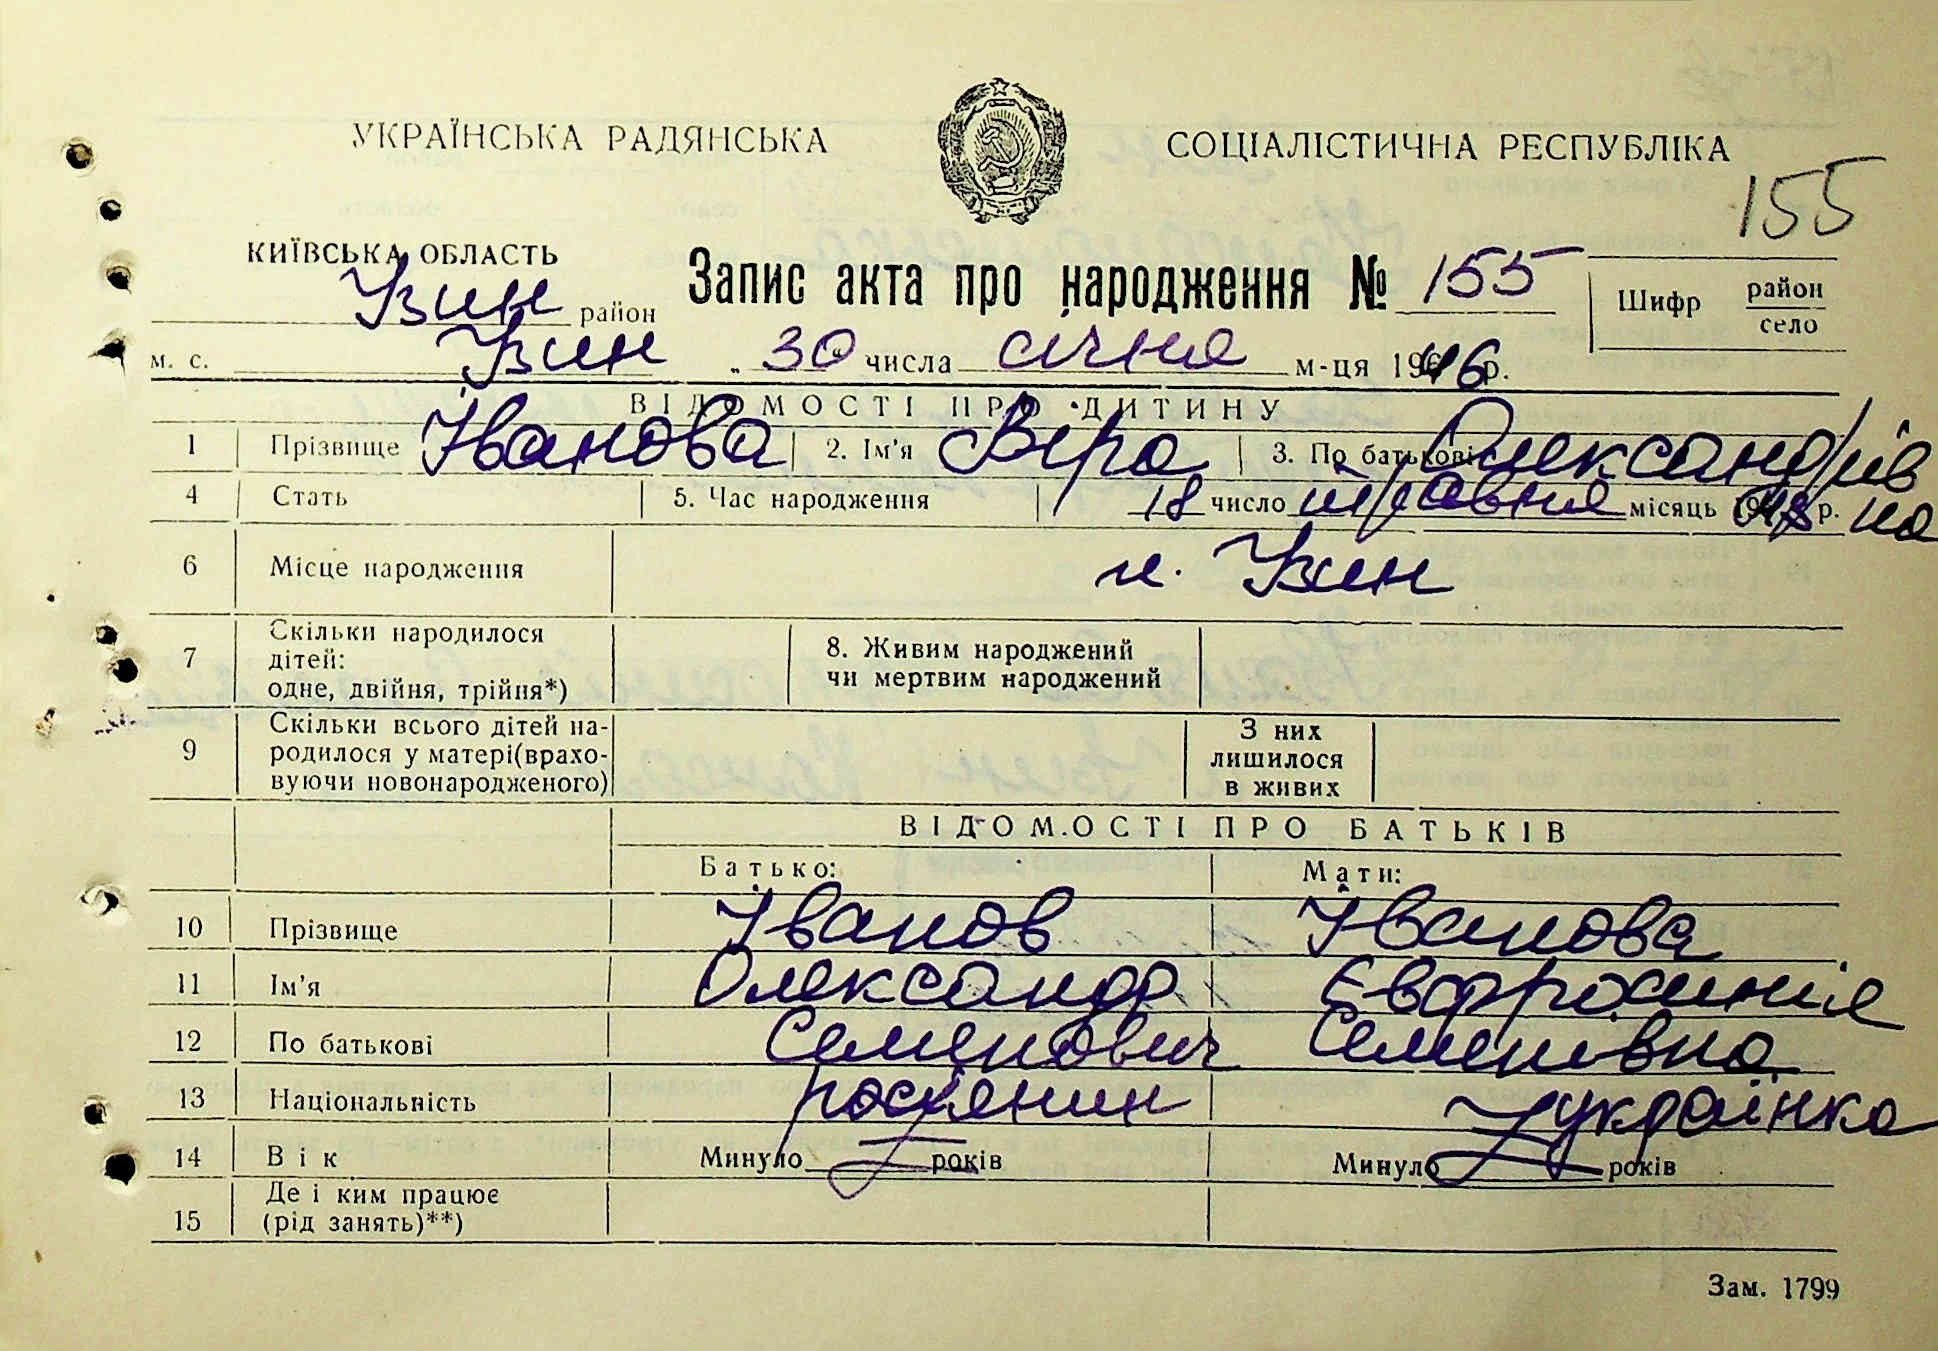 УКРАЇНСЬКА РАДЯНСЬКА СОЦІАЛІСТИЧНА РЕСПУБЛІКА
155
КИЇВСЬКА ОБЛАСТЬ
Узин район Запис акта про народження № 155 Шифр район село
м. с. Узин „ 30 числа січня м-ця 1946 р.
ВІДОМОСТІ ПРО ДИТИНУ
1 Прізвище Іванова 2. Ім'я Віра 3. По батькові Олександрівна
4 Стать 5. Час народження 18 число травня місяць р.
6 Місце народження м. Узин
7 Скільки народилося дітей: одне, двійня, трійня*) 8. Живим народжений чи мертвим народжений
9 Скільки всього дітей народилося у матері(враховуючи новонародженого) З них лишилося в живих
ВІДОМОСТІ ПРО БАТЬКІВ
Батько: Мати:
10 Прізвище Іванов Іванова
11 Ім'я Олександр Євфросинія
12 По батькові Семенович Семенівна
13 Національність росіянин українка
14 Вік Минуло років Минуло років
15 Де і ким працює (рід занять)**)
Зам. 1799